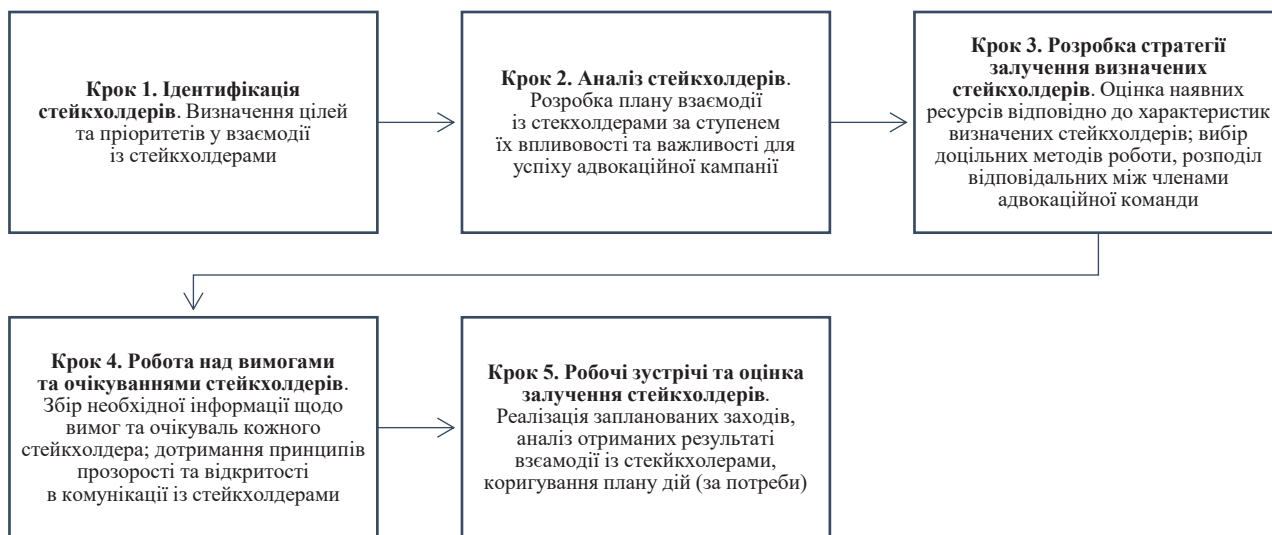 Крок 1. Ідентифікація
стейкхолдерів. Визначення цілей
та пріоритетів у взаємодії
із стейкхолдерами
Крок 2. Аналіз стейкхолдерів.
Розробка плану взаємодії
із стекхолдерами за ступенем
їх впливовості та важливості для
успіху адвокаційної кампанії
Крок 3. Розробка стратегії
залучення визначених
стейкхолдерів. Оцінка наявних
ресурсів відповідно до характеристик
визначених стейкхолдерів; вибір
доцільних методів роботи, розподіл
відповідальних між членами
адвокаційної команди
Крок 4. Робота над вимогами
та очікуваннями стейкхолдерів.
Збір необхідної інформації щодо
вимог та очікуваль кожного
стейкхолдера; дотримання принципів
прозорості та відкритості
в комунікації із стейкхолдерами
Крок 5. Робочі зустрічі та оцінка
залучення стейкхолдерів.
Реалізація запланованих заходів,
аналіз отриманих результаті
взєамодії із стекйкхолерами,
коригування плану дій (за потреби)